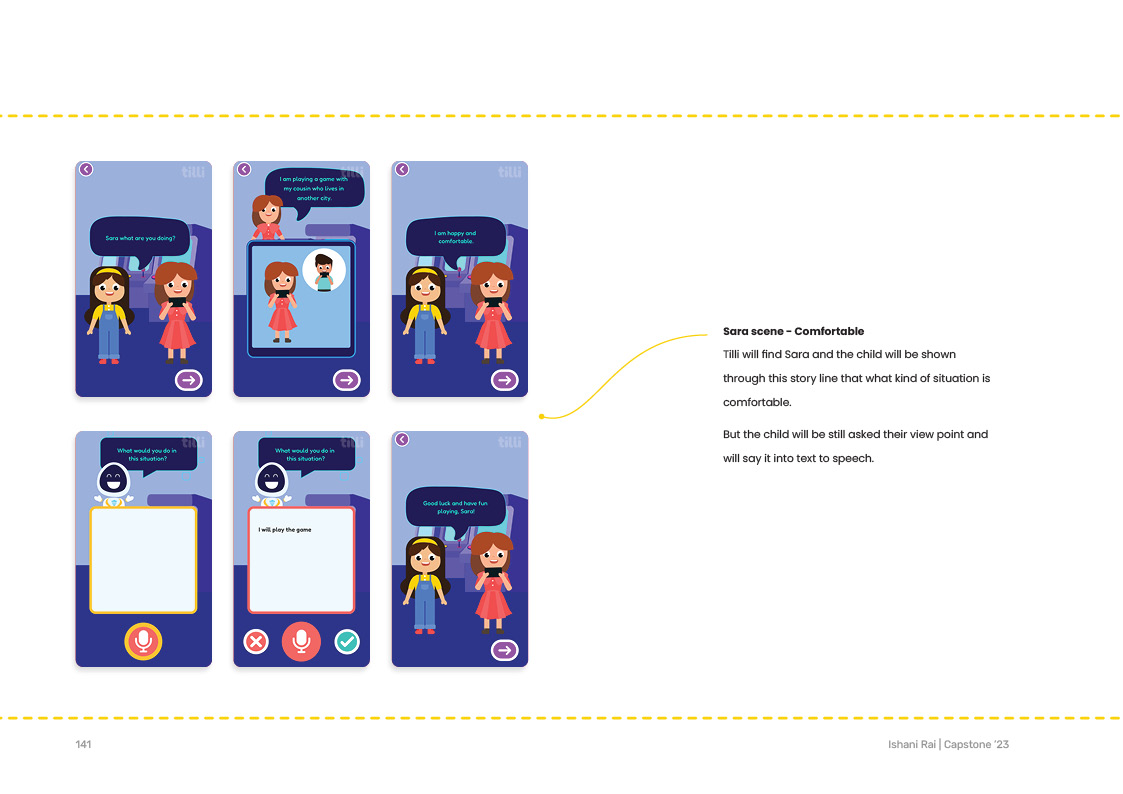 tilli
Sara what are you doing?
tilli
I am playing a game with
my cousin who lives in
another city.
tilli
I am happy and
comfortable.
tilli
What would you do in
this situation?
tilli
What would you do in
this situation?
I will play the game
tilli
Good luck and have fun
playing, Sara!
Sara scene - Comfortable
Tilli will find Sara and the child will be shown
through this story line that what kind of situation is
comfortable.
But the child will be still asked their view point and
will say it into text to speech.
141
Ishani Rai | Capstone '23